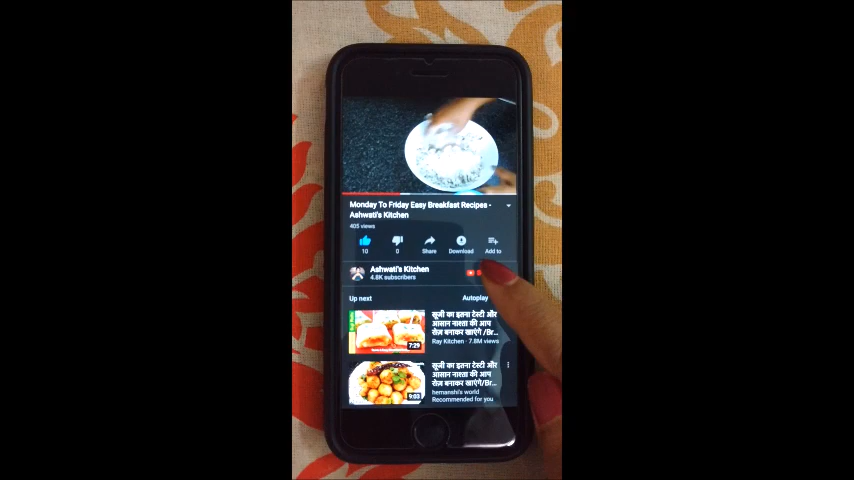 Monday To Friday Easy Breakfast Recipes -
Ashwati's Kitchen
405 views
10
0
Share
Download
Add to
Ashwati's Kitchen
4.8K subscribers
Up next
Autoplay
सूजी का इतना टेस्टी और
आसान नाश्ता की आप
रोज़ बनाकर खाएंगे /Br...
Ray Kitchen · 7.8M views
7:29
सूजी का इतना टेस्टी और
आसान नाश्ता की आप
रोज़ बनाकर खाएंगे/Br...
hemanshi's world
Recommended for you
9:03